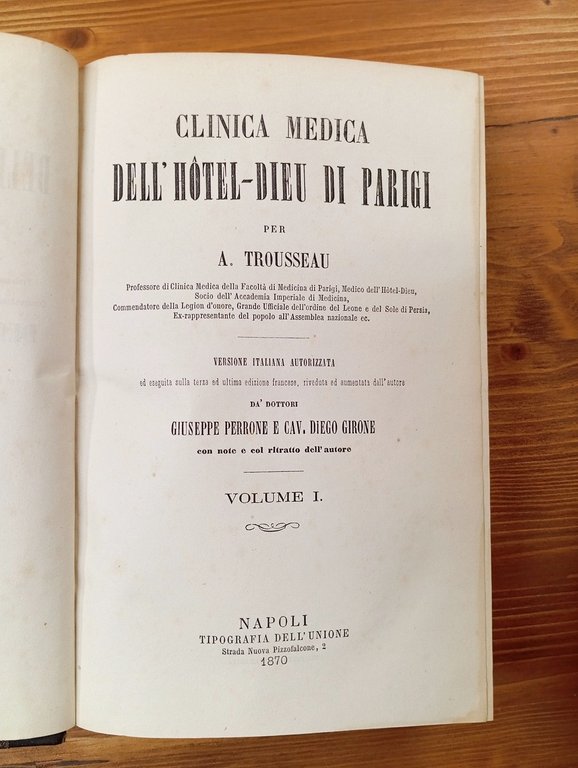 CLINICA MEDICA
DELL'HÔTEL-DIEU DI PARIGI
PER
A. TROUSSEAU
Professore di Clinica Medica della Facoltà di Medicina di Parigi, Medico dell'Hôtel-Dieu,
Socio dell'Accademia Imperiale di Medicina,
Commendatore della Legion d'onore, Grande Ufficiale dell'ordine del Leone e del Sole di Persia,
Ex-rappresentante del popolo all'Assemblea nazionale ec.
VERSIONE ITALIANA AUTORIZZATA
ed eseguita sulla terza ed ultima edizione francese, riveduta ed aumentata dall'autore
DA' DOTTORI
GIUSEPPE PERRONE E CAV. DIEGO GIRONE
con note e col ritratto dell'autore
VOLUME I.
NAPOLI
TIPOGRAFIA DELL'UNIONE
Strada Nuova Pizzofalcone, 2
1870